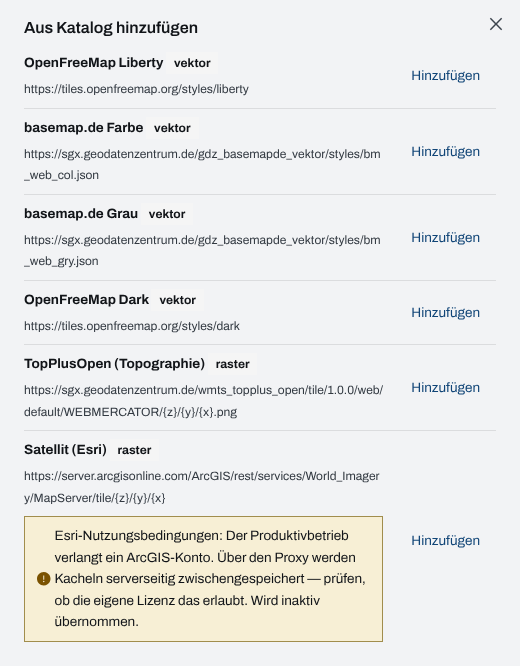 Aus Katalog hinzufügen
OpenFreeMap Liberty vektor
https://tiles.openfreemap.org/styles/liberty
Hinzufügen
basemap.de Farbe vektor
https://sgx.geodatenzentrum.de/gdz_basemapde_vektor/styles/bm
_web_col.json
Hinzufügen
basemap.de Grau vektor
https://sgx.geodatenzentrum.de/gdz_basemapde_vektor/styles/bm
_web_gry.json
Hinzufügen
OpenFreeMap Dark vektor
https://tiles.openfreemap.org/styles/dark
Hinzufügen
TopPlusOpen (Topographie) raster
https://sgx.geodatenzentrum.de/wmts_topplus_open/tile/1.0.0/web/
default/WEBMERCATOR/{z}/{y}/{x}.png
Hinzufügen
Satellit (Esri) raster
https://server.arcgisonline.com/ArcGIS/rest/services/World_Imager
y/MapServer/tile/{z}/{y}/{x}
Esri-Nutzungsbedingungen: Der Produktivbetrieb
verlangt ein ArcGIS-Konto. Über den Proxy werden
Kacheln serverseitig zwischengespeichert — prüfen,
ob die eigene Lizenz das erlaubt. Wird inaktiv
übernommen.
Hinzufügen